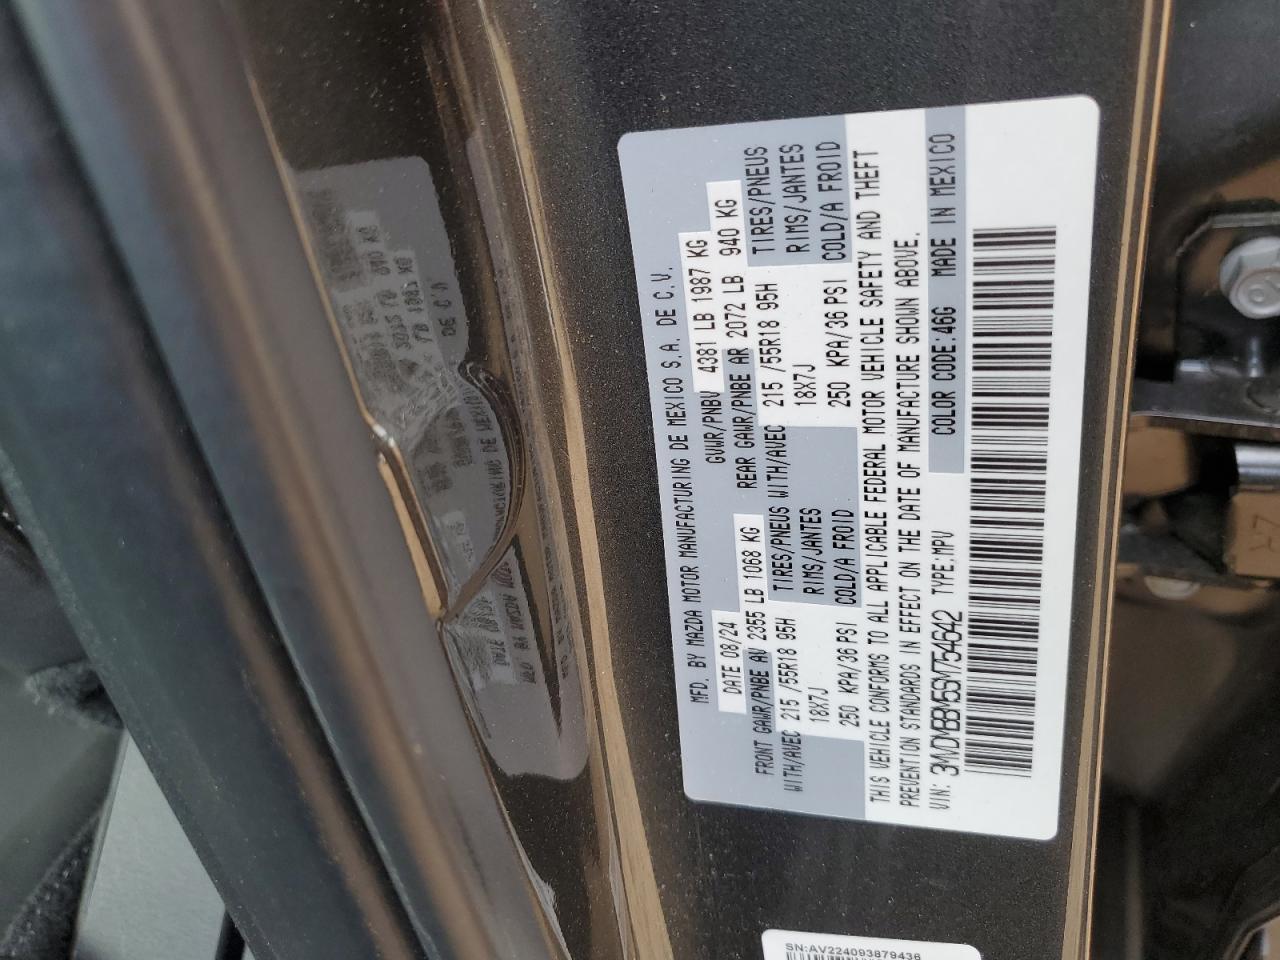 MFD. BY MAZDA MOTOR MANUFACTURING DE MEXICO S.A. DE C.V.
DATE 08/24 GVWR/PNBV 4381 LB 1987 KG
FRONT GAWR/PNBE AV 2355 LB 1068 KG REAR GAWR/PNBE AR 2072 LB 940 KG
WITH/AVEC 215 /55R18 95H TIRES/PNEUS WITH/AVEC 215 /55R18 95H TIRES/PNEUS
18X7J RIMS/JANTES 18X7J RIMS/JANTES
250 KPA/36 PSI COLD/A FROID 250 KPA/36 PSI COLD/A FROID
THIS VEHICLE CONFORMS TO ALL APPLICABLE FEDERAL MOTOR VEHICLE SAFETY AND THEFT
PREVENTION STANDARDS IN EFFECT ON THE DATE OF MANUFACTURE SHOWN ABOVE.
VIN: 3MVDMBBM5SM754642 TYPE:MPV COLOR CODE:46G MADE IN MEXICO
SN:AV224093879436